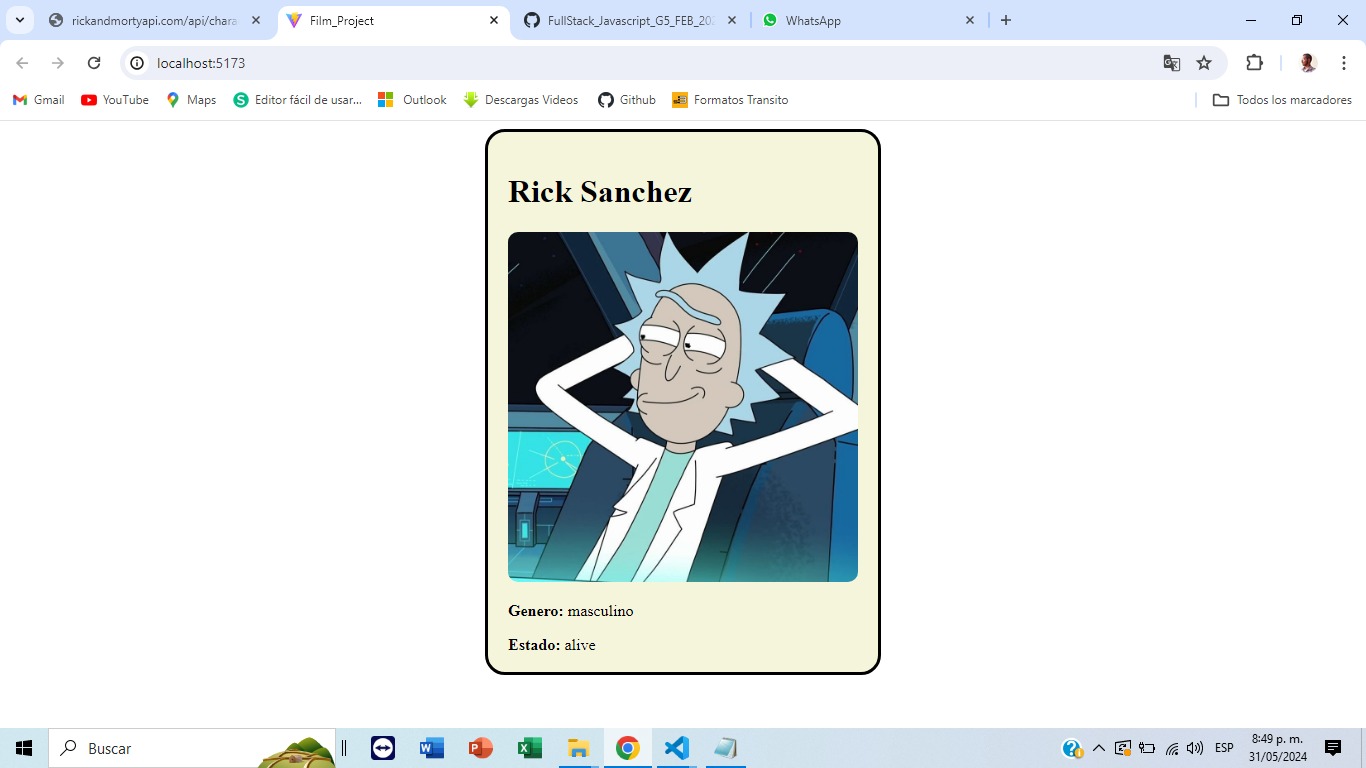 rickandmortyapi.com/api/chara
Film_Project
FullStack_Javascript_G5_FEB_202
WhatsApp
localhost:5173
Gmail
YouTube
Maps
Editor fácil de usar...
Outlook
Descargas Videos
Github
Formatos Transito
Todos los marcadores
Rick Sanchez
Genero: masculino
Estado: alive
Buscar
ESP
8:49 p. m.
31/05/2024